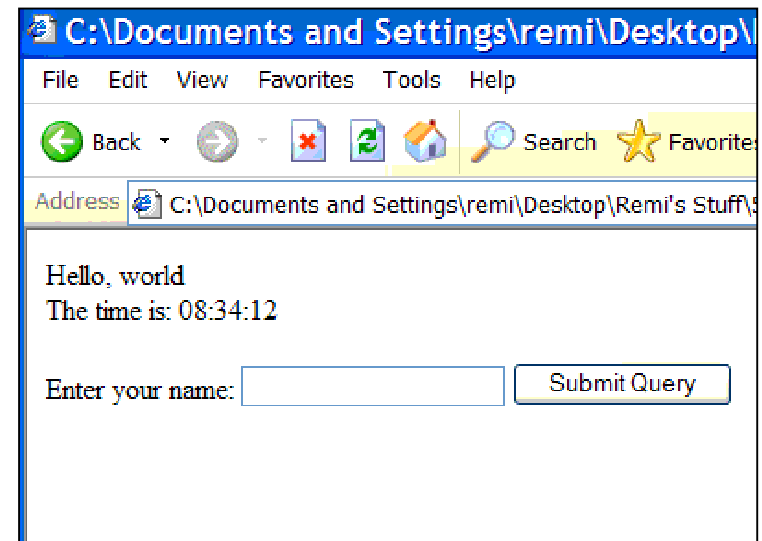 C:\Documents and Settings\remi\Desktop\
File Edit View Favorites Tools Help
Back Search Favorites
Address C:\Documents and Settings\remi\Desktop\Remi's Stuff\
Hello, world
The time is: 08:34:12
Enter your name: Submit Query